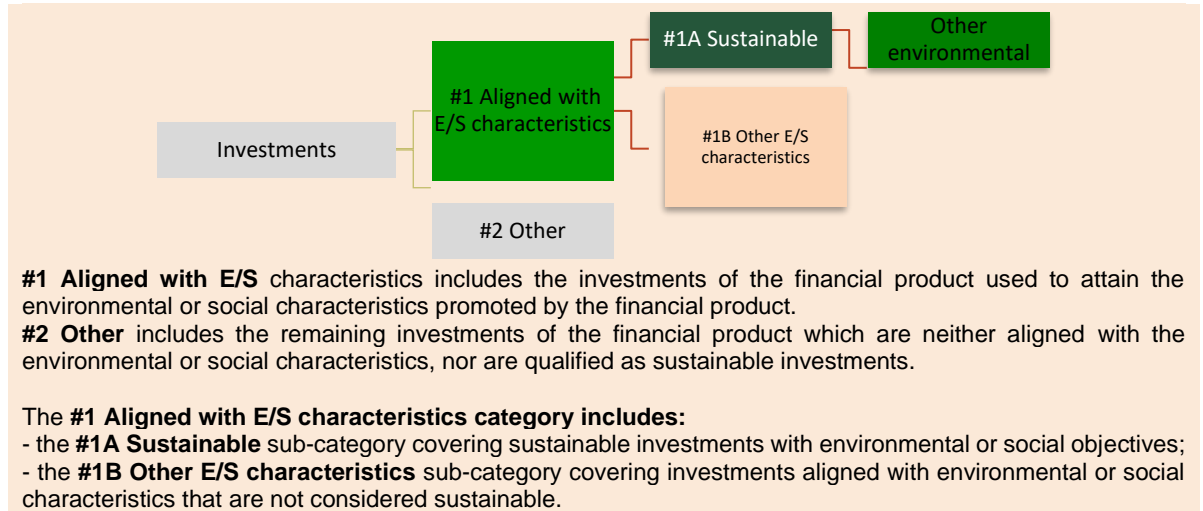 #1A Sustainable
Other
environmental
#1 Aligned with
E/S characteristics
#1B Other E/S
characteristics
Investments
#2 Other
#1 Aligned with E/S characteristics includes the investments of the financial product used to attain the
environmental or social characteristics promoted by the financial product.
#2 Other includes the remaining investments of the financial product which are neither aligned with the
environmental or social characteristics, nor are qualified as sustainable investments.
The #1 Aligned with E/S characteristics category includes:
- the #1A Sustainable sub-category covering sustainable investments with environmental or social objectives;
- the #1B Other E/S characteristics sub-category covering investments aligned with environmental or social
characteristics that are not considered sustainable.